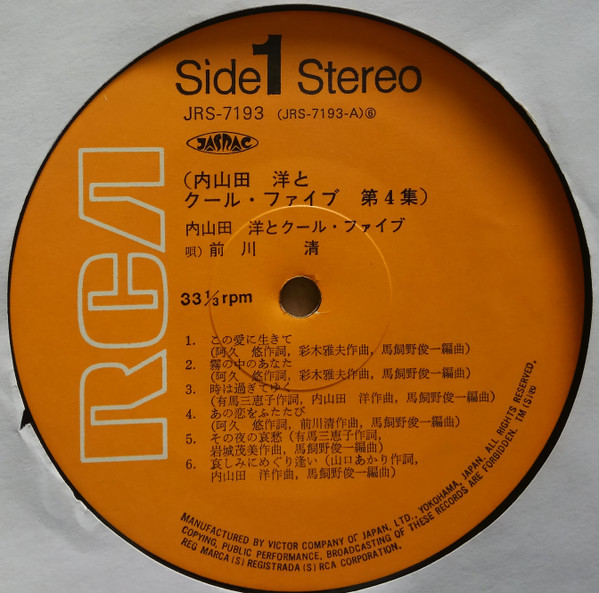 Side 1 Stereo
JRS-7193 (JRS-7193-A)⑥
JASRAC
RCA
(内山田 洋と
クール・ファイブ 第4集)
内山田 洋とクール・ファイブ
唄) 前川 清
33 1/3 rpm
1. この愛に生きて
(阿久 悠作詞, 彩木雅夫作曲, 馬飼野俊一編曲)
2. 霧の中のあなた
(阿久 悠作詞, 彩木雅夫作曲, 馬飼野俊一編曲)
3. 時は過ぎてゆく
(有馬三恵子作詞, 内山田 洋作曲, 馬飼野俊一編曲)
4. あの恋をふたたび
(阿久 悠作詞, 前川清作曲, 馬飼野俊一編曲)
5. その夜の哀愁 (有馬三恵子作詞,
岩城茂美作曲, 馬飼野俊一編曲)
6. 哀しみにめぐり逢い (山口あかり作詞,
内山田 洋作曲, 馬飼野俊一編曲)
MANUFACTURED BY VICTOR COMPANY OF JAPAN, LTD., YOKOHAMA, JAPAN. ALL RIGHTS RESERVED.
COPYING, PUBLIC PERFORMANCE, BROADCASTING OF THESE RECORDS ARE FORBIDDEN. TM(S)®
REG MARCA(S) REGISTRADA(S) RCA CORPORATION.